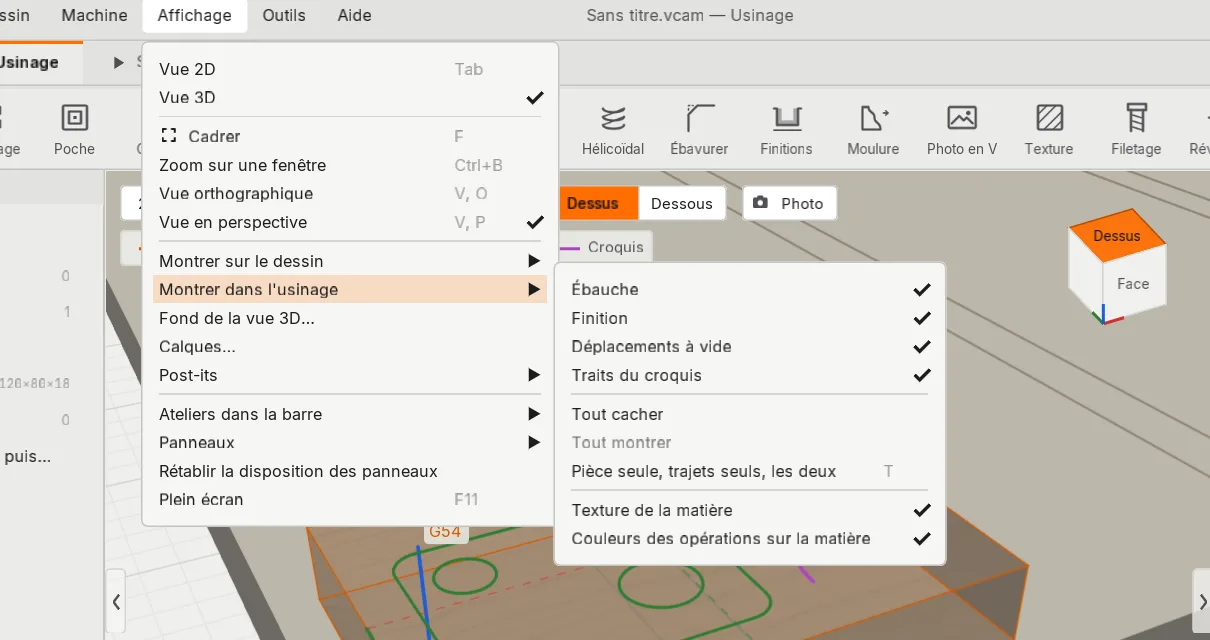 ssin Machine Affichage Outils Aide Sans titre.vcam — Usinage
Usinage
Poche Hélicoïdal Ébavurer Finitions Moulure Photo en V Texture Filetage
Vue 2D Tab
Vue 3D
Cadrer F
Zoom sur une fenêtre Ctrl+B
Vue orthographique V, O
Vue en perspective V, P
Montrer sur le dessin
Montrer dans l'usinage
Fond de la vue 3D...
Calques...
Post-its
Ateliers dans la barre
Panneaux
Rétablir la disposition des panneaux
Plein écran F11
Dessus Dessous Photo
Croquis
Ébauche
Finition
Déplacements à vide
Traits du croquis
Tout cacher
Tout montrer
Pièce seule, trajets seuls, les deux T
Texture de la matière
Couleurs des opérations sur la matière
Dessus
Face
0
1
120×80×18
0
puis...
G54